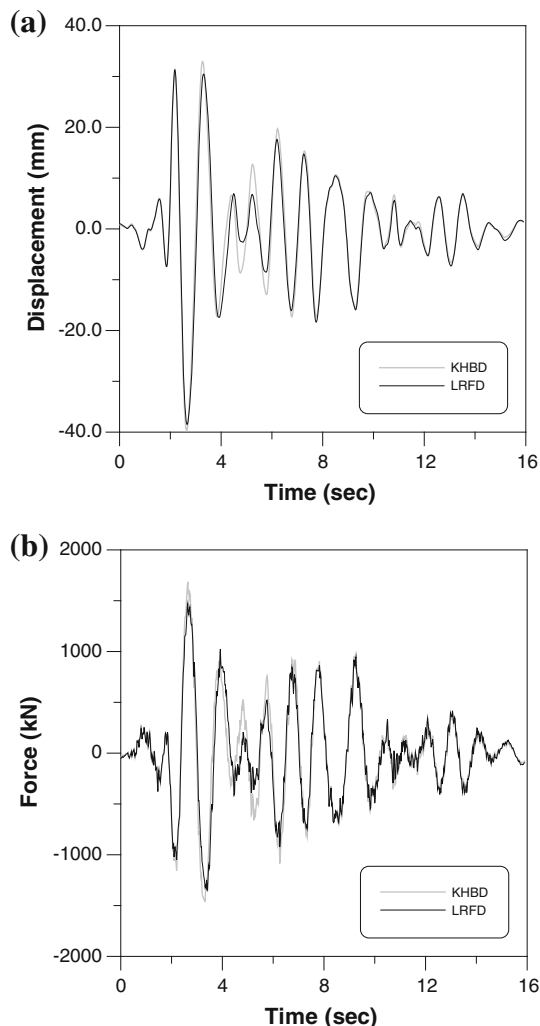 (a)
40.0
20.0
0.0
-20.0
-40.0
Displacement (mm)
KHBD
LRFD
0 4 8 12 16
Time (sec)
(b)
2000
1000
0
-1000
-2000
Force (kN)
KHBD
LRFD
0 4 8 12 16
Time (sec)